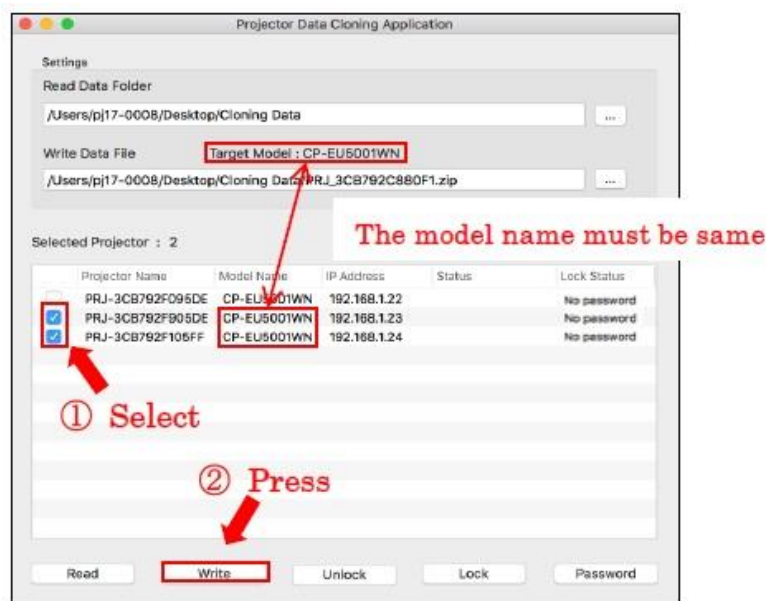 Projector Data Cloning Application
Settings
Read Data Folder
/Users/pj17-0008/Desktop/Cloning Data
...
Write Data File Target Model : CP-EU5001WN
/Users/pj17-0008/Desktop/Cloning Data/PRJ_3CB792C880F1.zip
...
The model name must be same
Selected Projector : 2
Projector Name Model Name IP Address Status Lock Status
PRJ-3CB792F095DE CP-EU5001WN 192.168.1.22 No password
PRJ-3CB792F905DE CP-EU5001WN 192.168.1.23 No password
PRJ-3CB792F105FF CP-EU5001WN 192.168.1.24 No password
① Select
② Press
Read Write Unlock Lock Password